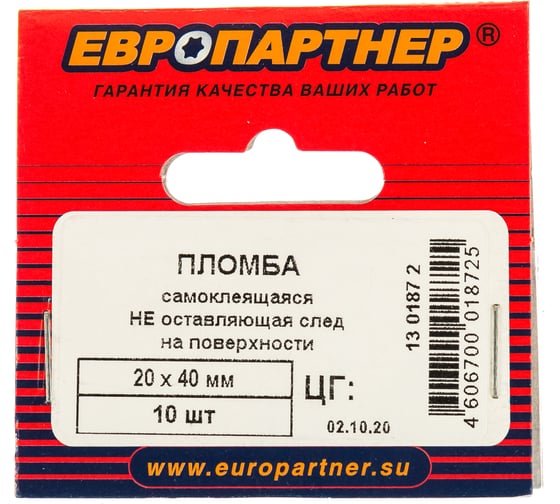 ЕВРОПАРТНЕР®
ГАРАНТИЯ КАЧЕСТВА ВАШИХ РАБОТ
ПЛОМБА
самоклеящаяся
НЕ оставляющая след
на поверхности
20 x 40 мм
10 шт
ЦГ:
02.10.20
13 0187 2
4 606700 018725
www.europartner.su